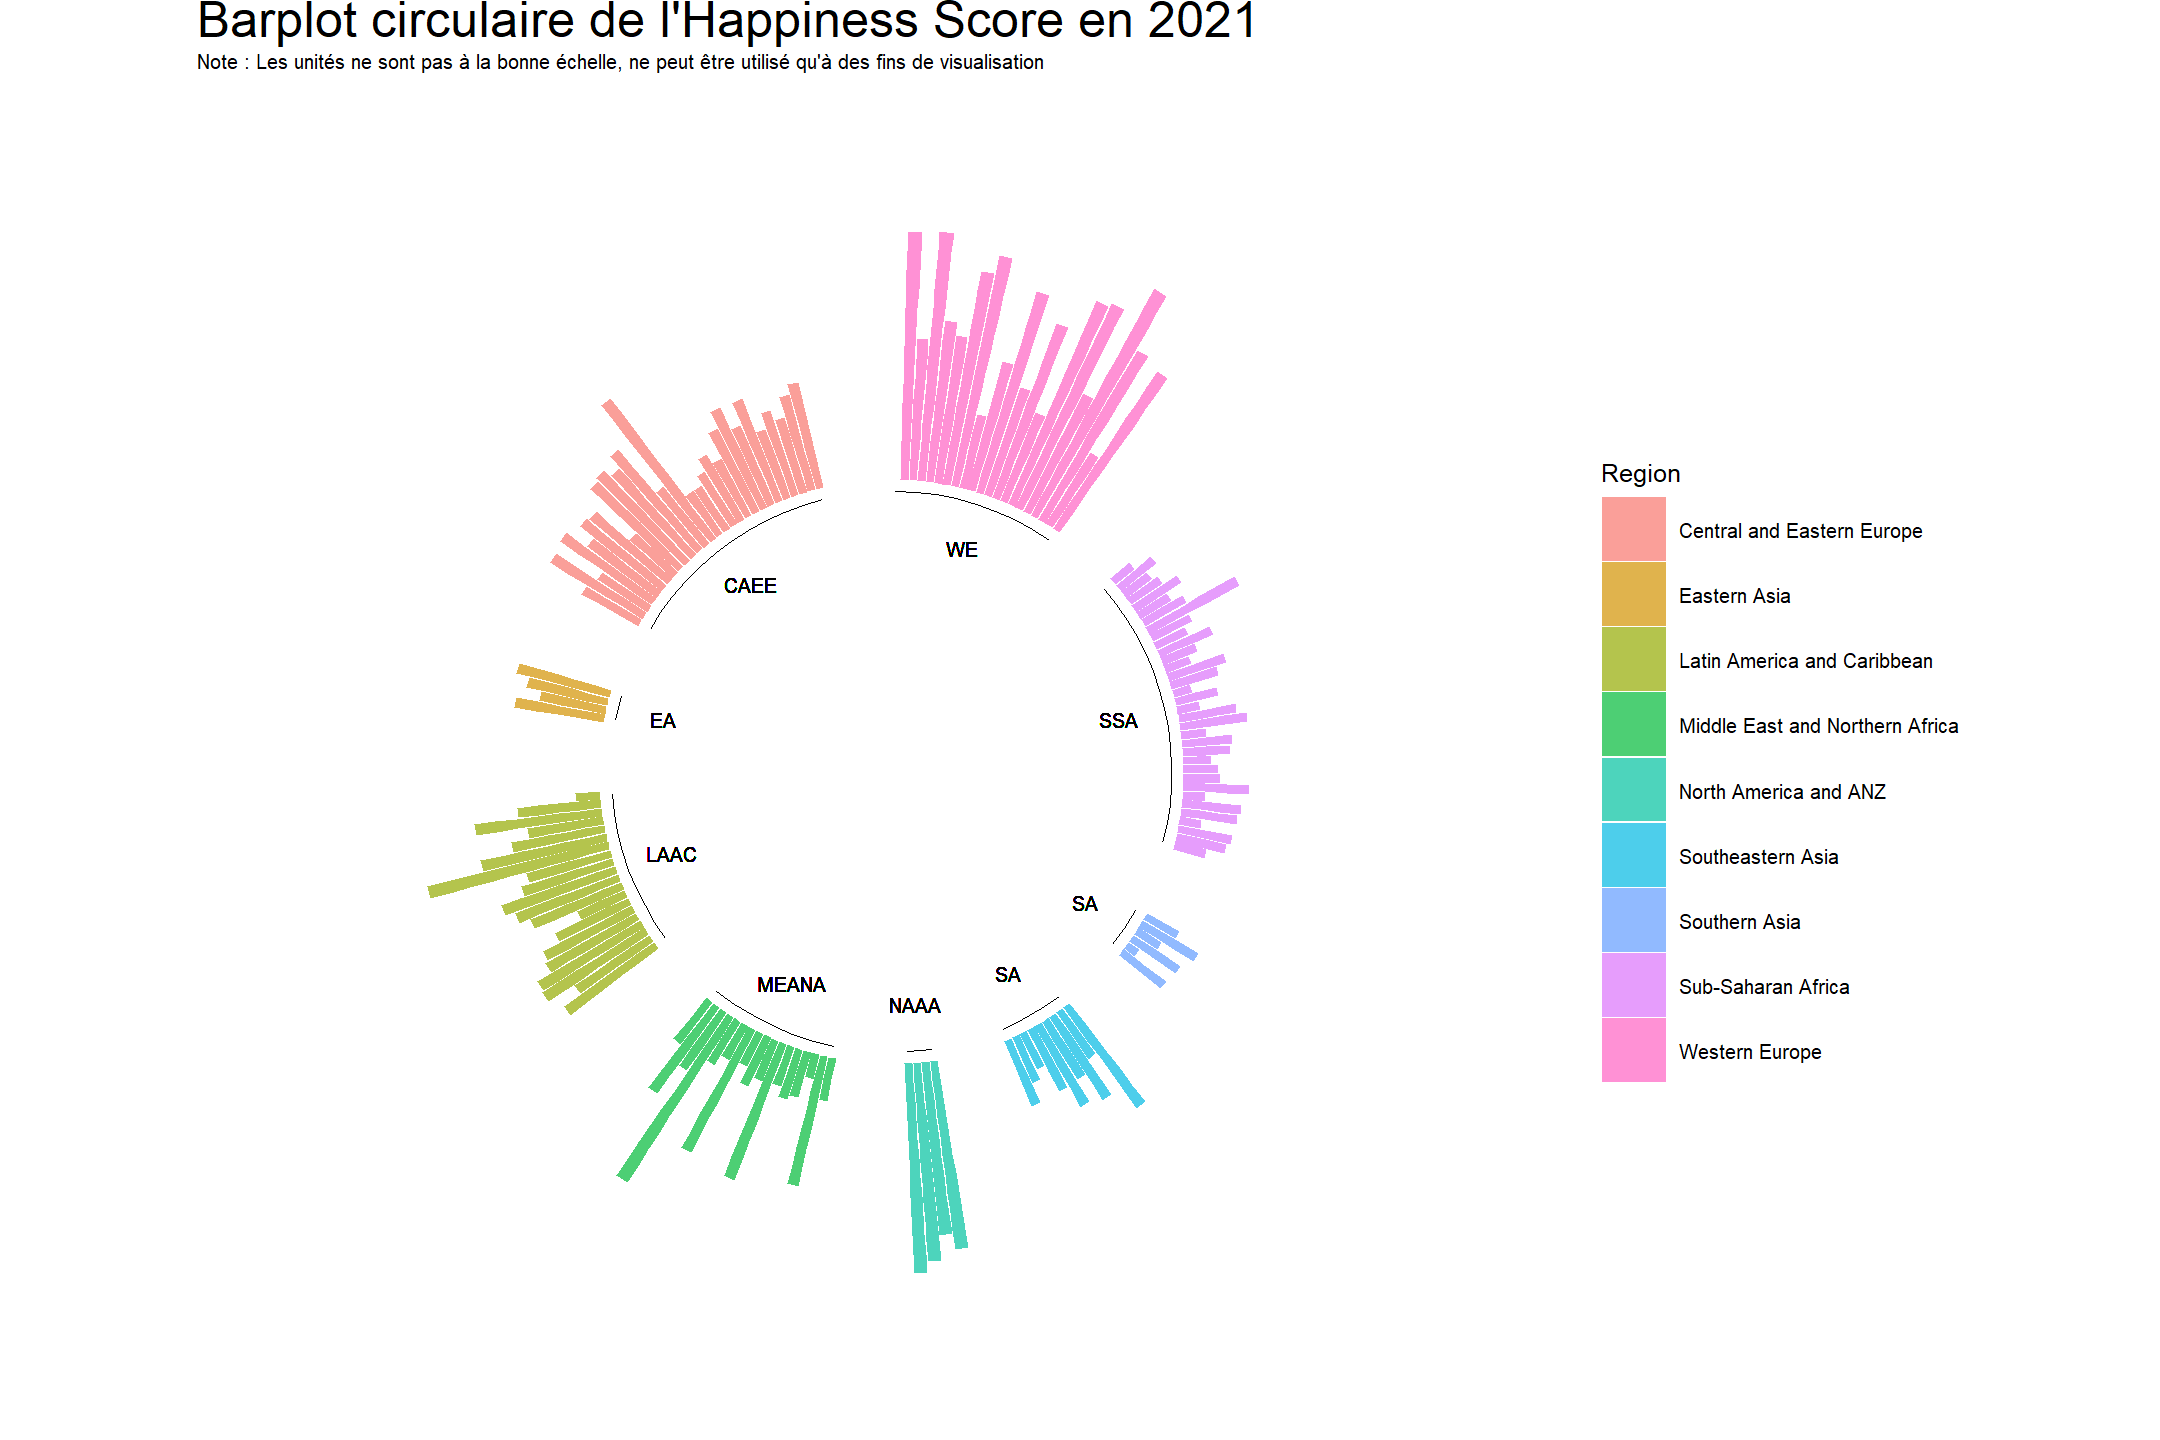 Barplot circulaire de l'Happiness Score en 2021
Note : Les unités ne sont pas à la bonne échelle, ne peut être utilisé qu'à des fins de visualisation
WE
CAEE
EA
SSA
LAAC
SA
SA
MEANA
NAAA
Region
Central and Eastern Europe
Eastern Asia
Latin America and Caribbean
Middle East and Northern Africa
North America and ANZ
Southeastern Asia
Southern Asia
Sub-Saharan Africa
Western Europe